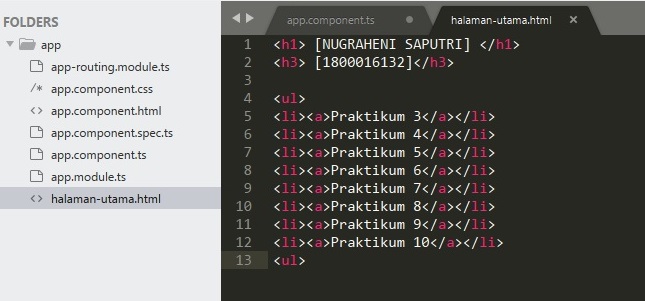 FOLDERS
app
app-routing.module.ts
/* app.component.css
<> app.component.html
app.component.spec.ts
app.component.ts
app.module.ts
<> halaman-utama.html
app.component.ts
halaman-utama.html ×
1 <h1> [NUGRAHENI SAPUTRI] </h1>
2 <h3> [1800016132]</h3>
3
4 <ul>
5 <li><a>Praktikum 3</a></li>
6 <li><a>Praktikum 4</a></li>
7 <li><a>Praktikum 5</a></li>
8 <li><a>Praktikum 6</a></li>
9 <li><a>Praktikum 7</a></li>
10 <li><a>Praktikum 8</a></li>
11 <li><a>Praktikum 9</a></li>
12 <li><a>Praktikum 10</a></li>
13 <ul>